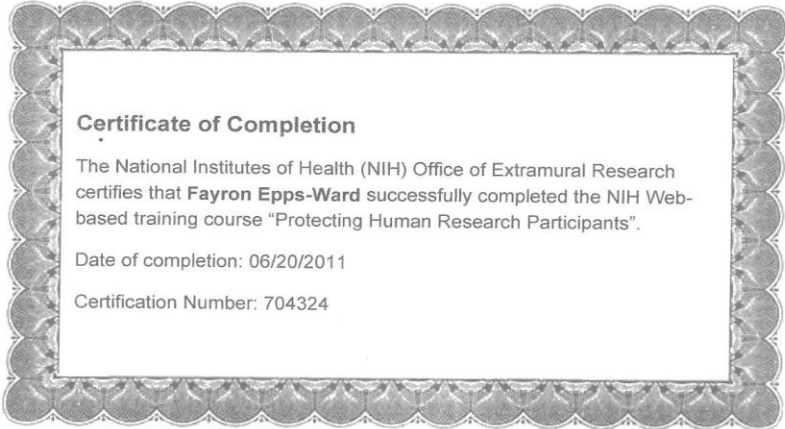 Certificate of Completion
The National Institutes of Health (NIH) Office of Extramural Research
certifies that Fayron Epps-Ward successfully completed the NIH Web-
based training course “Protecting Human Research Participants”.
Date of completion: 06/20/2011
Certification Number: 704324